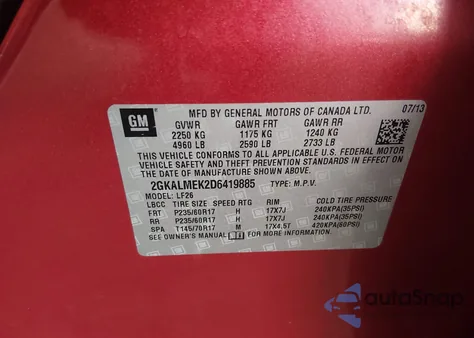 GM
MFD BY GENERAL MOTORS OF CANADA LTD. 07/13
GVWR GAWR FRT GAWR RR
2250 KG 1175 KG 1240 KG
4960 LB 2590 LB 2733 LB
THIS VEHICLE CONFORMS TO ALL APPLICABLE U.S. FEDERAL MOTOR
VEHICLE SAFETY AND THEFT PREVENTION STANDARDS IN EFFECT ON THE
DATE OF MANUFACTURE SHOWN ABOVE.
2GKALMEK2D6419885 TYPE: M.P.V.
MODEL: LF26
LBCC TIRE SIZE SPEED RTG RIM COLD TIRE PRESSURE
FRT P235/60R17 H 17X7J 240KPA(35PSI)
RR P235/60R17 H 17X7J 240KPA(35PSI)
SPA T145/70R17 M 17X4.5T 420KPA(60PSI)
SEE OWNER'S MANUAL
autoSnap